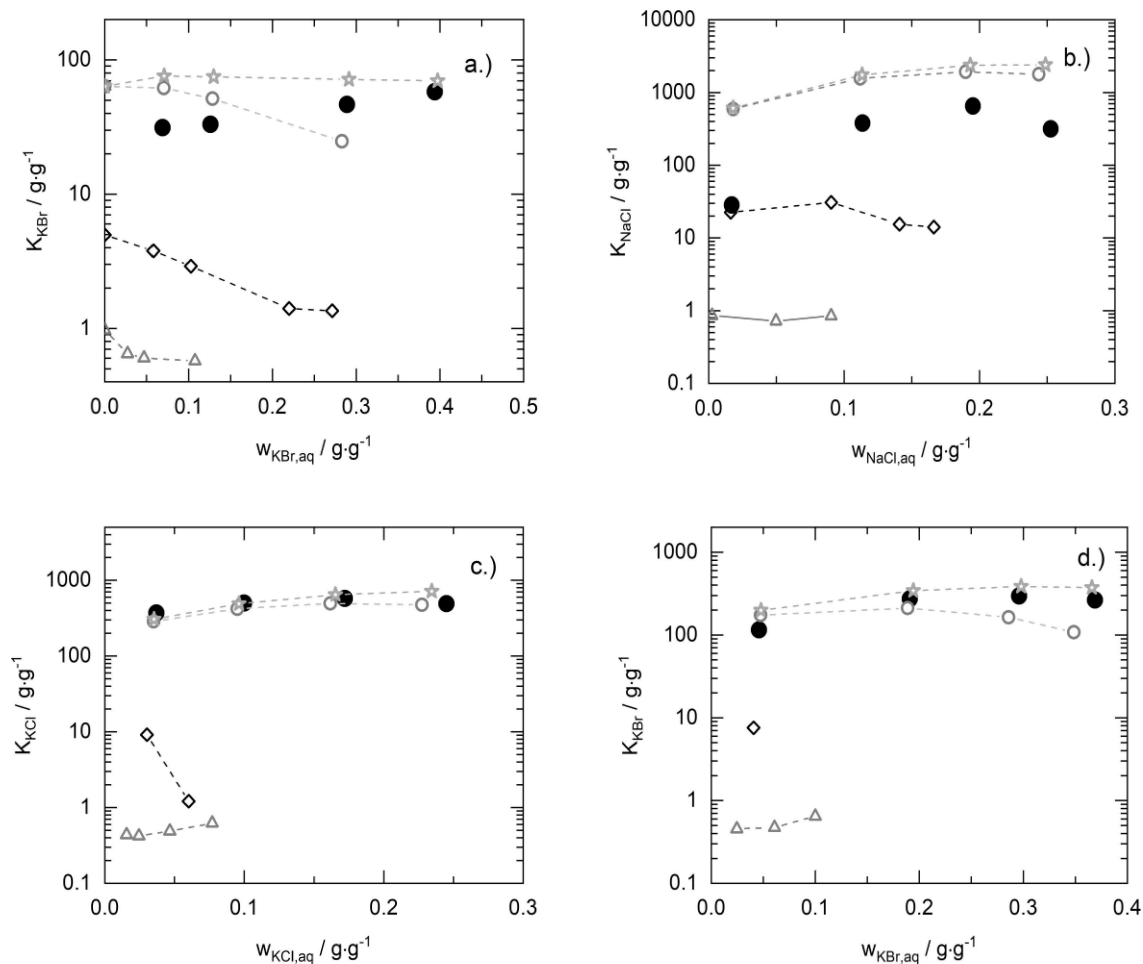 a.)
100
10
1
K_KBr / g·g⁻¹
0.0 0.1 0.2 0.3 0.4 0.5
w_KBr,aq / g·g⁻¹
b.)
10000
1000
100
10
1
0.1
K_NaCl / g·g⁻¹
0.0 0.1 0.2 0.3
w_NaCl,aq / g·g⁻¹
c.)
1000
100
10
1
0.1
K_KCl / g·g⁻¹
0.0 0.1 0.2 0.3
w_KCl,aq / g·g⁻¹
d.)
1000
100
10
1
0.1
K_KBr / g·g⁻¹
0.0 0.1 0.2 0.3 0.4
w_KBr,aq / g·g⁻¹